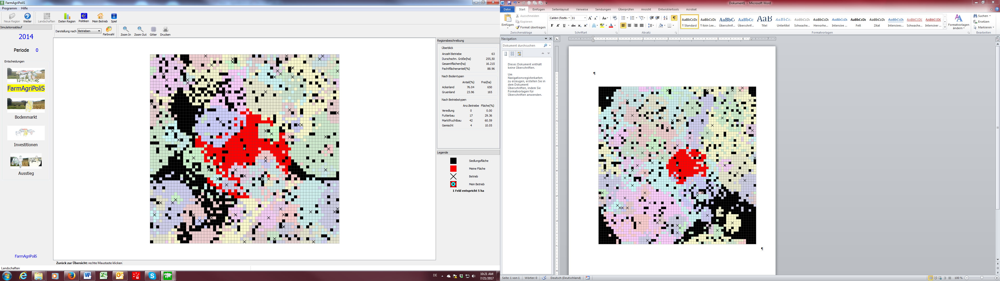 FarmAgriPoliS
Programm Hilfe
Neue Region Weiter Landschaften Daten Region Politiken Mein Betrieb Spiel
Simulationsablauf
2014
Periode 0
Entscheidungen
FarmAgriPoliS
Bodenmarkt
Investitionen
Ausstieg
FarmAgriPoliS
Darstellung nach Betrieben Farbwahl Zoom In Zoom Out Gitter Drucken
Zurück zur Übersicht: rechte Maustaste klicken
Landschaften
Regionsbeschreibung
Überblick
Anzahl Betriebe 63
Durschschn. Größe(ha) 255,50
Gesamtflächen(ha) 16.215
Pachtflächenanteil(%) 88.96
Nach Bodentypen
Anteil(%) Frei(ha)
Ackerland 76.04 650
Gruenland 23.96 165
Nach Betriebstypen
Anz.Betriebe Fläche(%)
Veredlung 0 0.00
Futterbau 17 29.36
Marktfruchtbau 42 60.59
Gemischt 4 10.05
Legende
Siedlungsfläche
Meine Fläche
Betrieb
Mein Betrieb
1 Feld entspricht 5 ha
DE
10:21 AM
7/21/2017
Dokument1 - Microsoft Word
Datei Start Einfügen Seitenlayout Verweise Sendungen Überprüfen Ansicht Entwicklertools Acrobat
Einfügen
Ausschneiden
Kopieren
Format übertragen
Zwischenablage
Calibri (Textk 11
Schriftart
Absatz
AaBbCcDc AaBbCcDc AaBbCc AaBbCc AaB AaBbCc. AaBbCcDc AaBbCcDc AaBbCcDc AaBbCcDc AaBbCcDc AaBbCcDc AABBCCDC AABBCCDC
¶ Standard ¶ Kein Lee... Überschrif... Überschrif... Titel Untertitel Schwache... Hervorhe... Intensive ... Fett Zitat Intensives... Schwache... Intensiver ...
Formatvorlagen
Formatvorlagen ändern
Suchen
Ersetzen
Markieren
Bearbeiten
Navigation
Dokument durchsuchen
Dieses Dokument enthält
keine Überschriften.
Um
Navigationsregisterkarten
zu erzeugen, erstellen Sie in
dem Dokument
Überschriften, indem Sie
Formatvorlagen für
Überschriften anwenden.
Seite: 1 von 1 Wörter: 0 Deutsch (Deutschland) 100 %